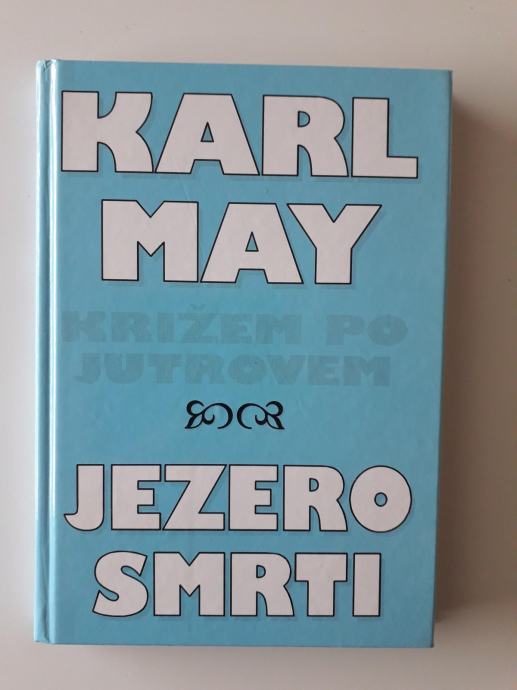 KARL
MAY
KRIŽEM PO
JUTROVEM
JEZERO
SMRTI